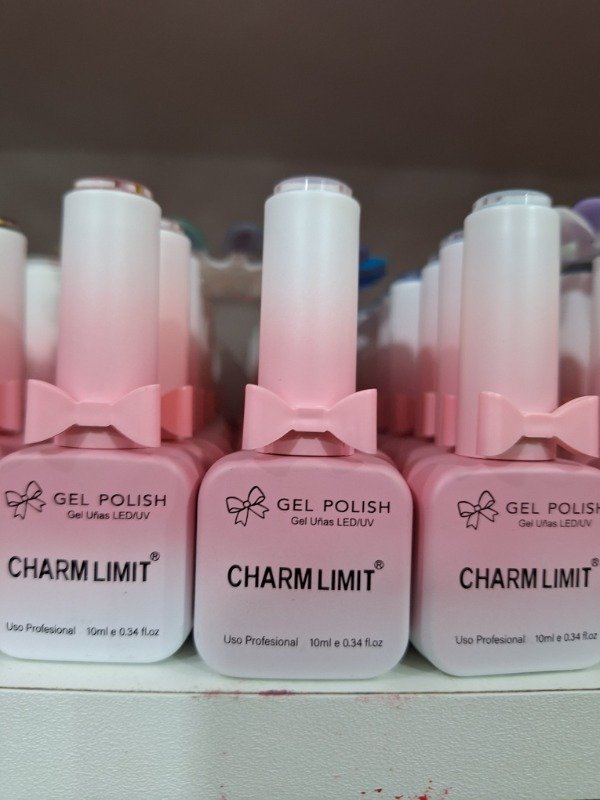 GEL POLISH
Gel Uñas LED/UV
CHARM LIMIT®
Uso Profesional 10ml e 0.34 fl.oz
GEL POLISH
Gel Uñas LED/UV
CHARM LIMIT®
Uso Profesional 10ml e 0.34 fl.oz
GEL POLISH
Gel Uñas LED/UV
CHARM LIMIT®
Uso Profesional 10ml e 0.34 fl.oz